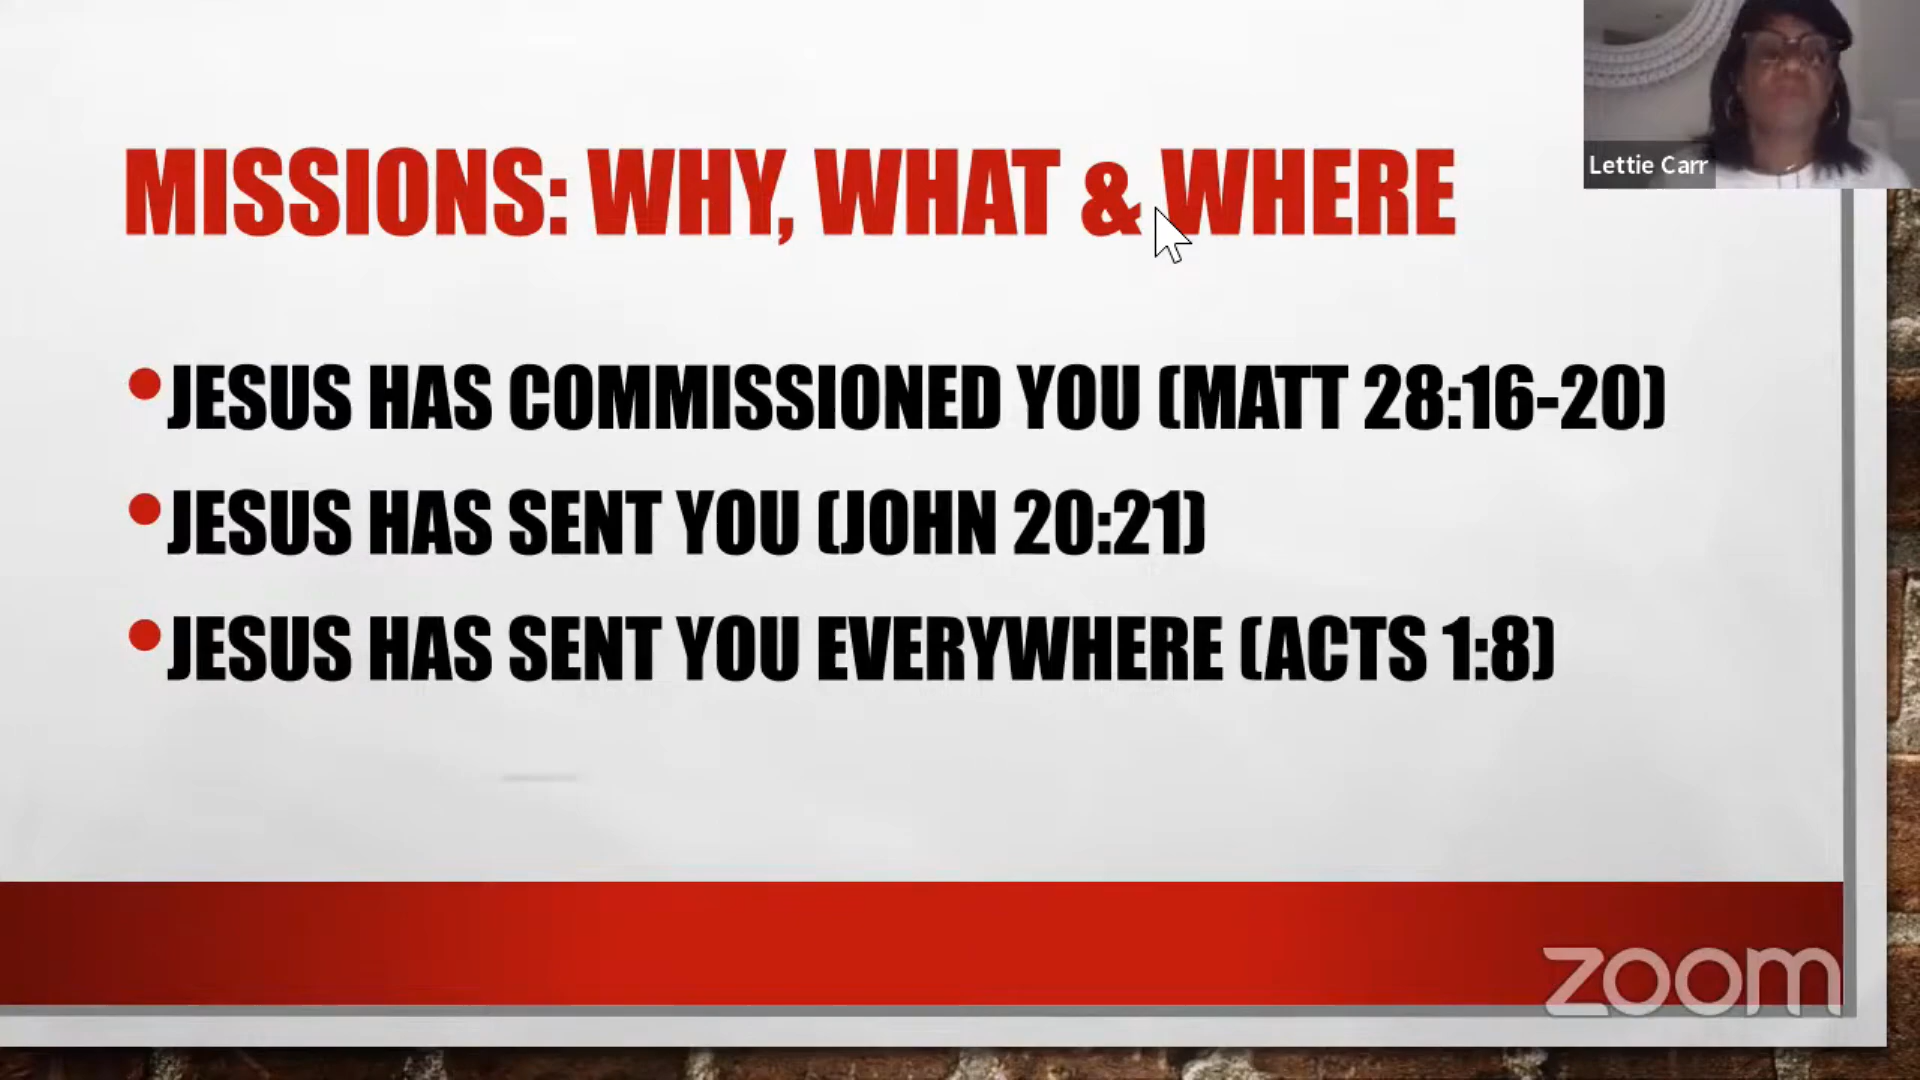 Lettie Carr
MISSIONS: WHY, WHAT & WHERE
•JESUS HAS COMMISSIONED YOU (MATT 28:16-20)
•JESUS HAS SENT YOU (JOHN 20:21)
•JESUS HAS SENT YOU EVERYWHERE (ACTS 1:8)
zoom